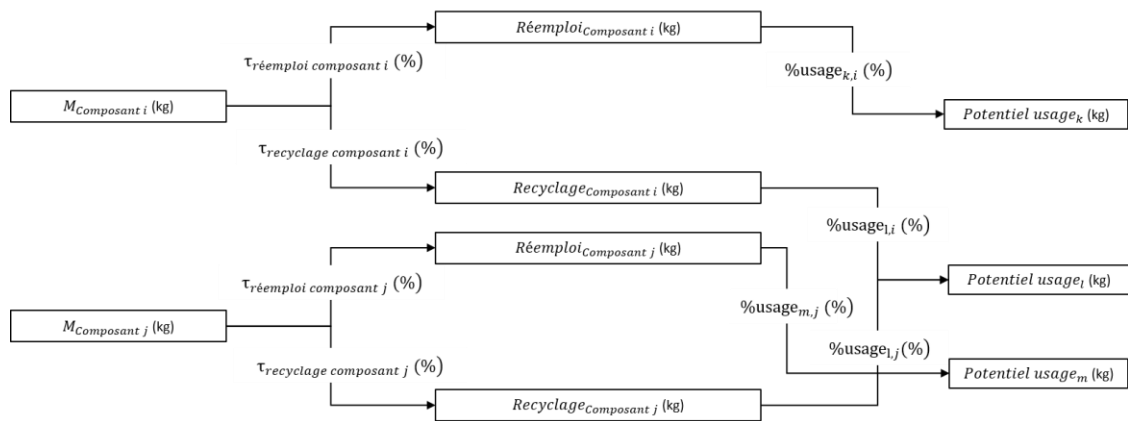 Réemploi_Composant i (kg)
τ_réemploi composant i (%)
%usage_k,i (%)
M_Composant i (kg)
Potentiel usage_k (kg)
τ_recyclage composant i (%)
Recyclage_Composant i (kg)
%usage_l,i (%)
Réemploi_Composant j (kg)
τ_réemploi composant j (%)
Potentiel usage_l (kg)
%usage_m,j (%)
M_Composant j (kg)
%usage_l,j(%)
τ_recyclage composant j (%)
Potentiel usage_m (kg)
Recyclage_Composant j (kg)